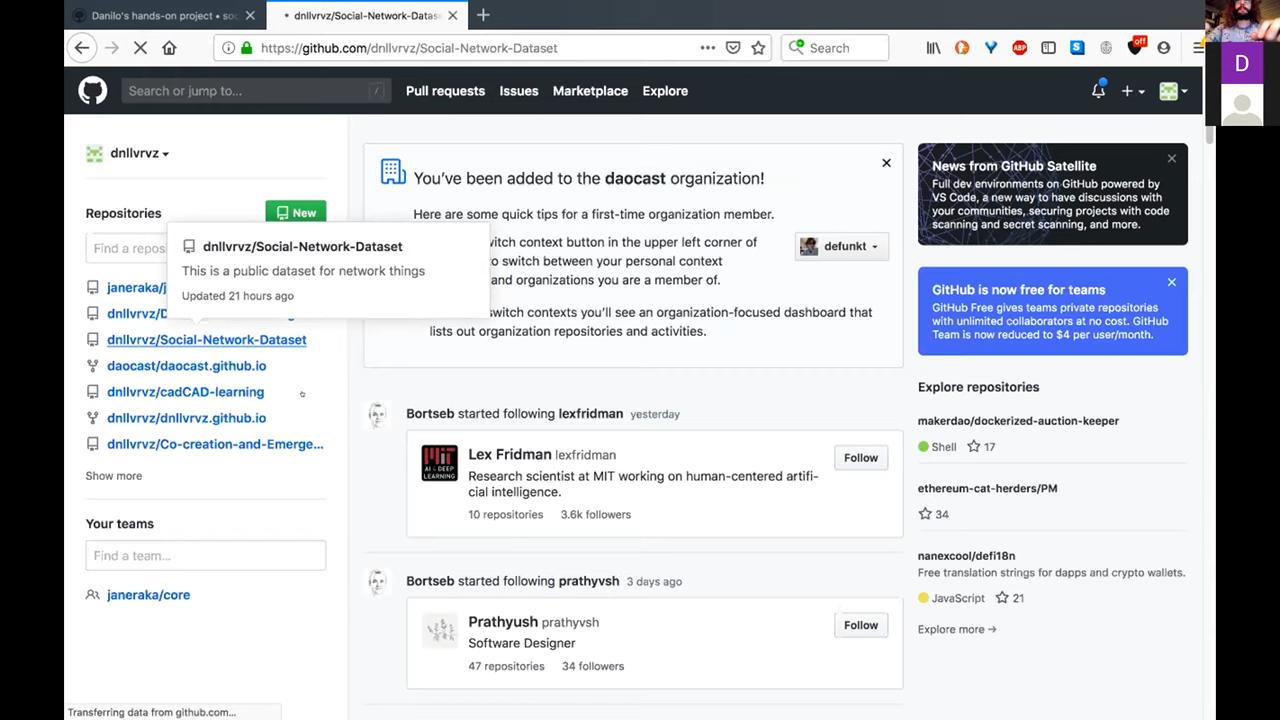 Danilo's hands-on project • soc
dnllvrvz/Social-Network-Datase
https://github.com/dnllvrvz/Social-Network-Dataset
Search
ABP
S
off
Search or jump to...
/
Pull requests
Issues
Marketplace
Explore
D
dnllvrvz
Repositories
New
Find a repos
dnllvrvz/Social-Network-Dataset
This is a public dataset for network things
Updated 21 hours ago
janeraka/j
dnllvrvz/D
dnllvrvz/Social-Network-Dataset
daocast/daocast.github.io
dnllvrvz/cadCAD-learning
dnllvrvz/dnllvrvz.github.io
dnllvrvz/Co-creation-and-Emerge...
Show more
Your teams
Find a team...
janeraka/core
You've been added to the daocast organization!
Here are some quick tips for a first-time organization member.
witch context button in the upper left corner of
to switch between your personal context
and organizations you are a member of.
defunkt
witch contexts you'll see an organization-focused dashboard that
lists out organization repositories and activities.
Bortseb started following lexfridman yesterday
MIT
AI & DEEP
LEARNING
Lex Fridman lexfridman
Research scientist at MIT working on human-centered artifi-
cial intelligence.
10 repositories 3.6k followers
Follow
Bortseb started following prathyvsh 3 days ago
Prathyush prathyvsh
Software Designer
47 repositories 34 followers
Follow
News from GitHub Satellite
Full dev environments on GitHub powered by
VS Code, a new way to have discussions with
your communities, securing projects with code
scanning and secret scanning, and more.
GitHub is now free for teams
GitHub Free gives teams private repositories
with unlimited collaborators at no cost. GitHub
Team is now reduced to $4 per user/month.
Explore repositories
makerdao/dockerized-auction-keeper
Shell 17
ethereum-cat-herders/PM
34
nanexcool/defi18n
Free translation strings for dapps and crypto wallets.
JavaScript 21
Explore more →
Transferring data from github.com...